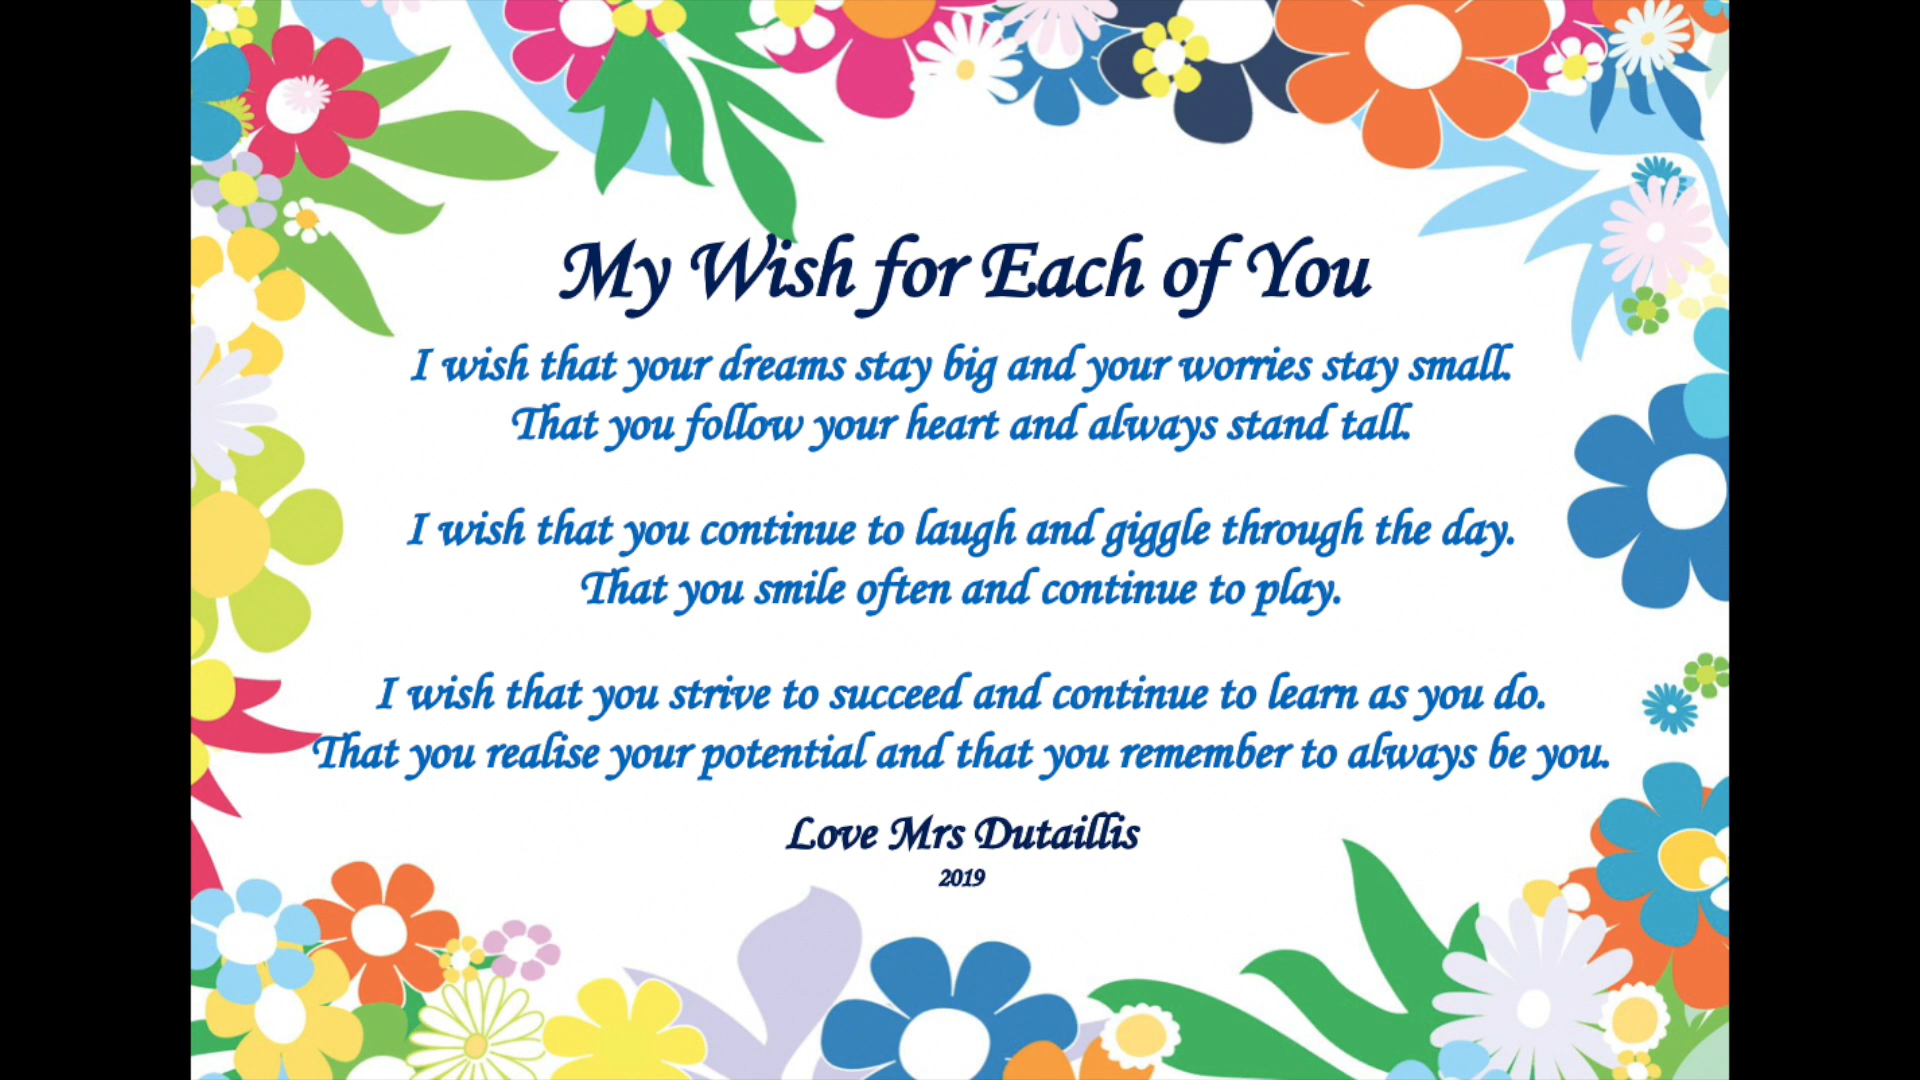 My Wish for Each of You
I wish that your dreams stay big and your worries stay small.
That you follow your heart and always stand tall.
I wish that you continue to laugh and giggle through the day.
That you smile often and continue to play.
I wish that you strive to succeed and continue to learn as you do.
That you realise your potential and that you remember to always be you.
Love Mrs Dutaillis
2019